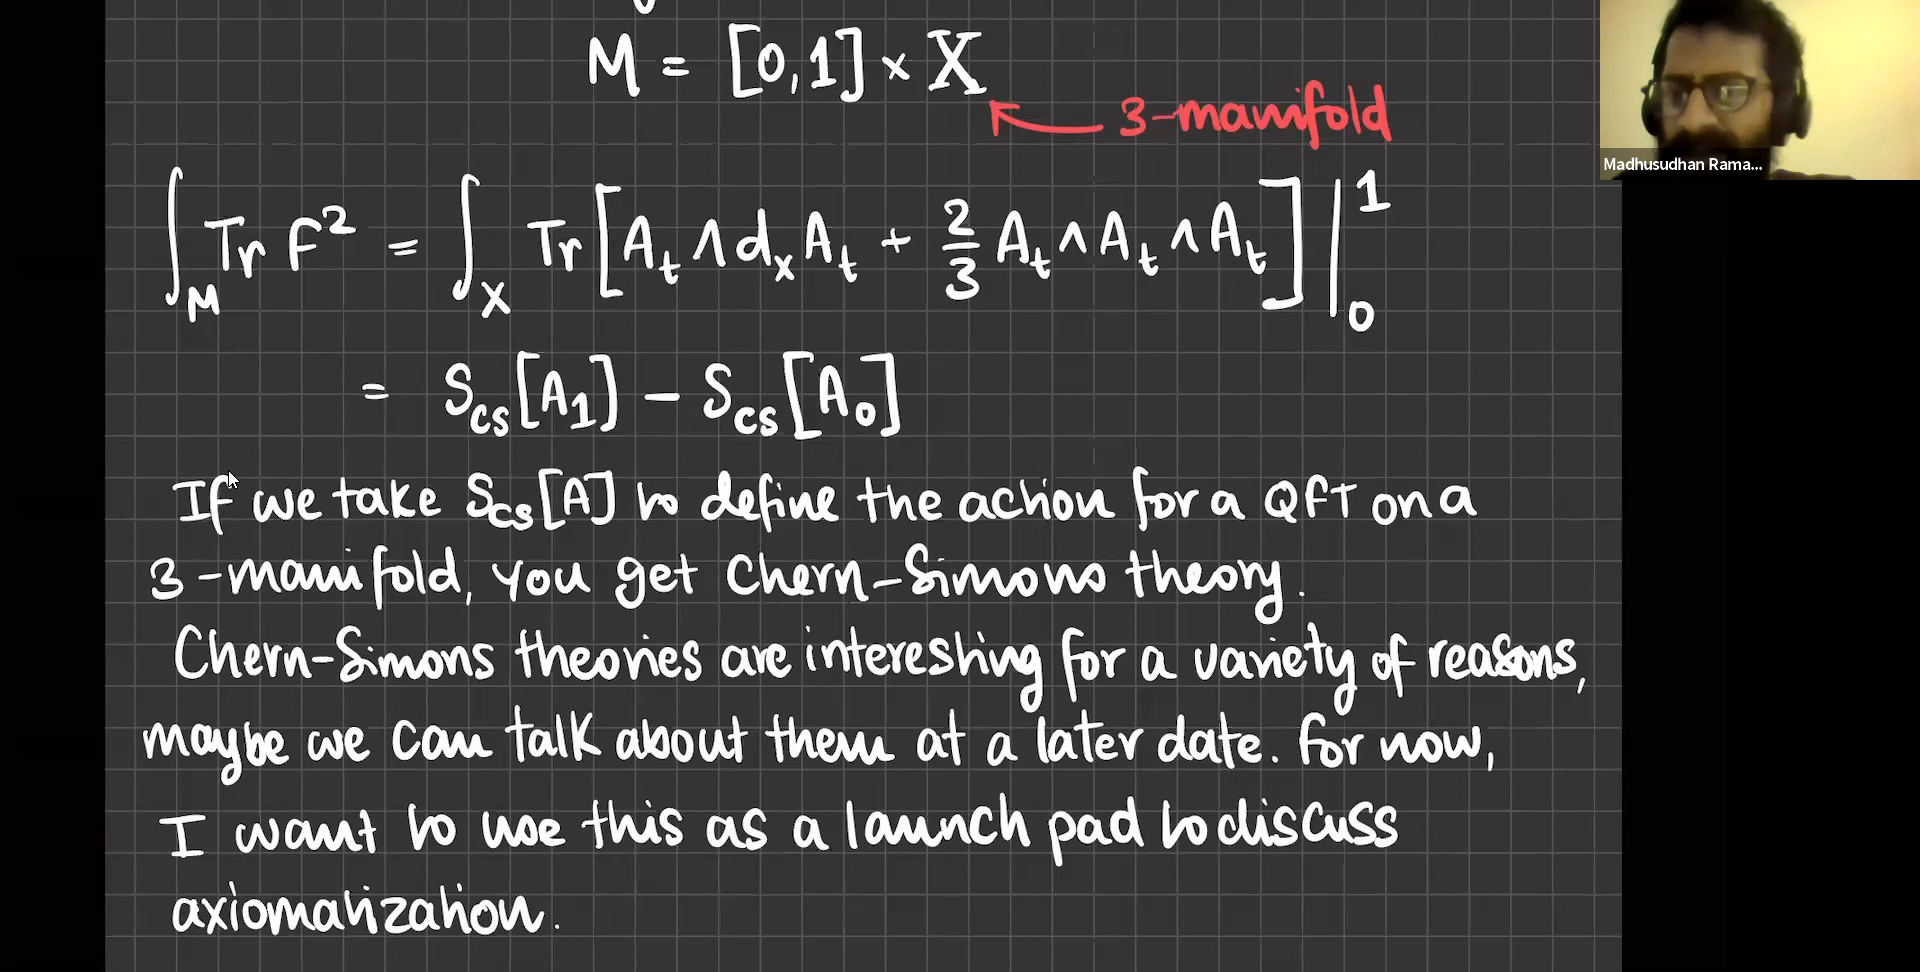 M = [0,1] × X
3-manifold
Madhusudhan Rama...
∫_M Tr F² = ∫_X Tr [A_t ∧ d_x A_t + 2/3 A_t ∧ A_t ∧ A_t] |_0^1
= S_cs[A_1] − S_cs[A_0]
If we take S_cs[A] to define the action for a QFT on a
3-manifold, you get Chern-Simons theory.
Chern-Simons theories are interesting for a variety of reasons,
maybe we can talk about them at a later date. For now,
I want to use this as a launch pad to discuss
axiomatization.